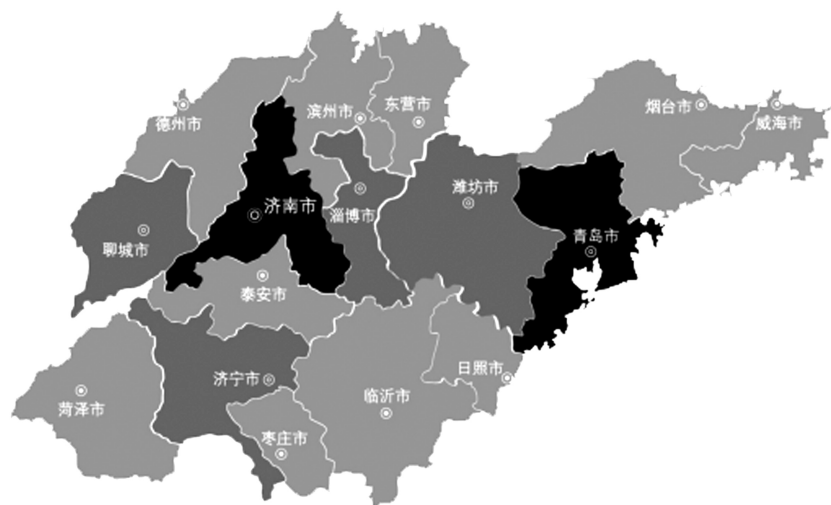 滨州市
东营市
烟台市
威海市
德州市
潍坊市
济南市
淄博市
青岛市
聊城市
泰安市
日照市
济宁市
临沂市
菏泽市
枣庄市